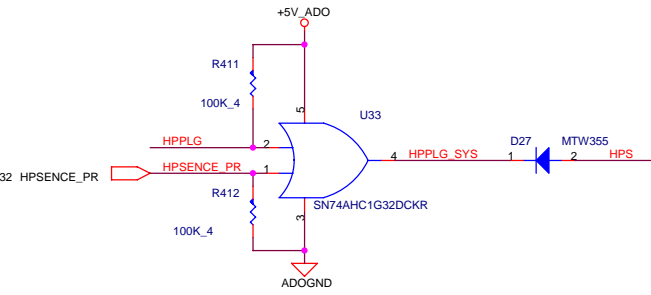 +5V_ADO
R411
100K_4
5
U33
HPPLG
2
D27
MTW355
4
HPPLG_SYS
1
2
HPS
32
HPSENCE_PR
HPSENCE_PR
1
R412
SN74AHC1G32DCKR
3
100K_4
ADOGND